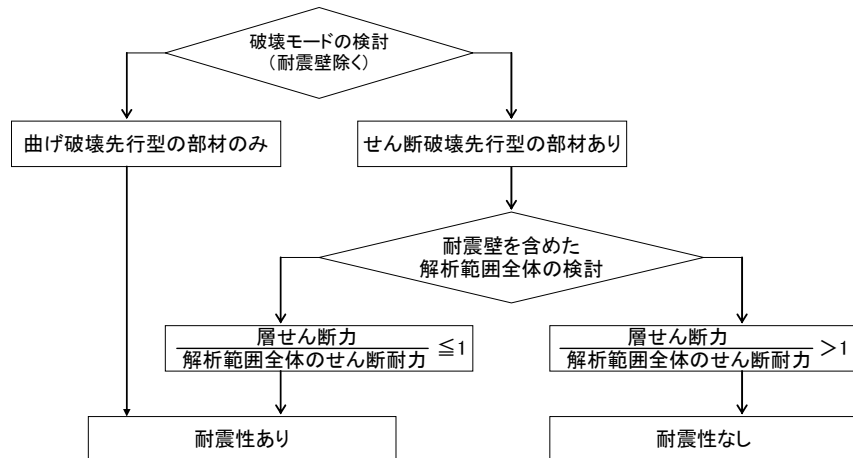 破壊モードの検討
(耐震壁除く)
曲げ破壊先行型の部材のみ
せん断破壊先行型の部材あり
耐震壁を含めた
解析範囲全体の検討
層せん断力
解析範囲全体のせん断耐力
≦1
層せん断力
解析範囲全体のせん断耐力
>1
耐震性あり
耐震性なし